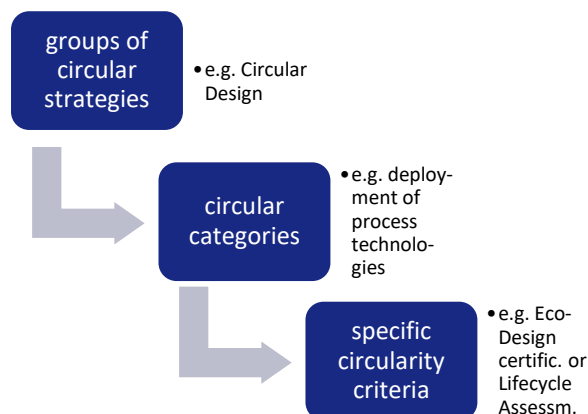 groups of
circular
strategies
•e.g. Circular
Design
circular
categories
•e.g. deploy-
ment of
process
technolo-
gies
specific
circularity
criteria
•e.g. Eco-
Design
certific. or
Lifecycle
Assessm.